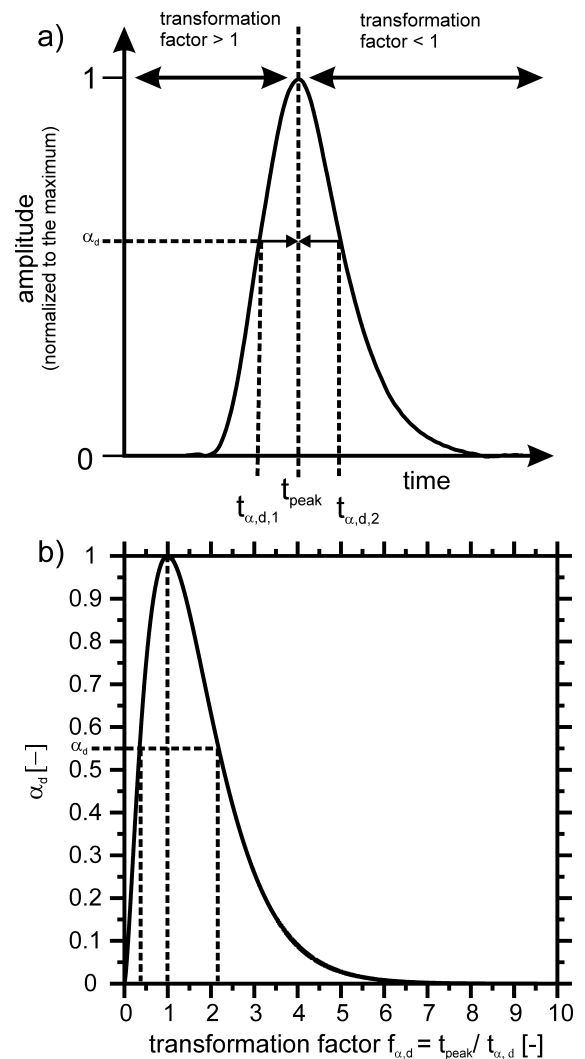 a)
transformation
factor > 1
transformation
factor < 1
1
αd
0
amplitude
(normalized to the maximum)
time
tα,d,1
tpeak
tα,d,2
b)
1
0.9
0.8
0.7
0.6
αd
0.5
0.4
0.3
0.2
0.1
0
αd [−]
0 1 2 3 4 5 6 7 8 9 10
transformation factor fα,d = tpeak/ tα, d [-]